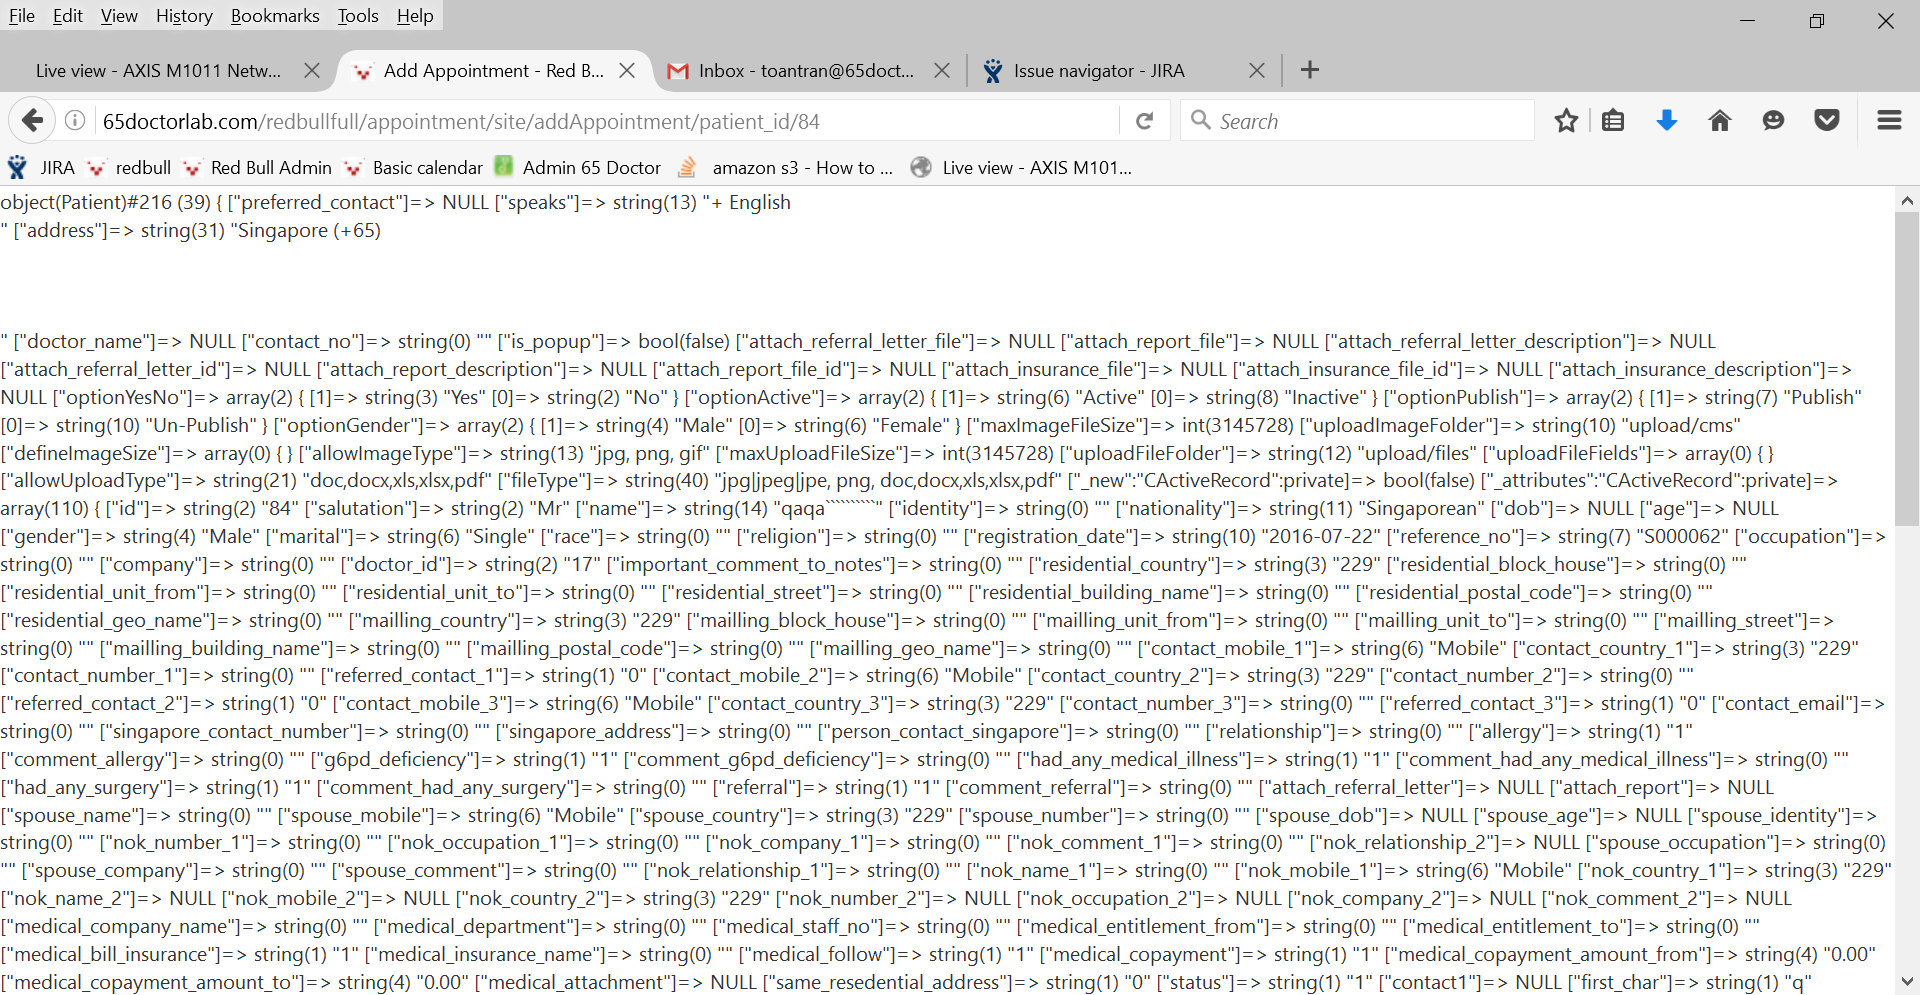 File Edit View History Bookmarks Tools Help
Live view - AXIS M1011 Netw...
Add Appointment - Red B...
Inbox - toantran@65doct...
Issue navigator - JIRA
65doctorlab.com/redbullfull/appointment/site/addAppointment/patient_id/84
Search
JIRA redbull Red Bull Admin Basic calendar Admin 65 Doctor amazon s3 - How to ... Live view - AXIS M101...
object(Patient)#216 (39) { ["preferred_contact"]=> NULL ["speaks"]=> string(13) "+ English
" ["address"]=> string(31) "Singapore (+65)
" ["doctor_name"]=> NULL ["contact_no"]=> string(0) "" ["is_popup"]=> bool(false) ["attach_referral_letter_file"]=> NULL ["attach_report_file"]=> NULL ["attach_referral_letter_description"]=> NULL
["attach_referral_letter_id"]=> NULL ["attach_report_description"]=> NULL ["attach_report_file_id"]=> NULL ["attach_insurance_file"]=> NULL ["attach_insurance_file_id"]=> NULL ["attach_insurance_description"]=>
NULL ["optionYesNo"]=> array(2) { [1]=> string(3) "Yes" [0]=> string(2) "No" } ["optionActive"]=> array(2) { [1]=> string(6) "Active" [0]=> string(8) "Inactive" } ["optionPublish"]=> array(2) { [1]=> string(7) "Publish"
[0]=> string(10) "Un-Publish" } ["optionGender"]=> array(2) { [1]=> string(4) "Male" [0]=> string(6) "Female" } ["maxImageFileSize"]=> int(3145728) ["uploadImageFolder"]=> string(10) "upload/cms"
["defineImageSize"]=> array(0) { } ["allowImageType"]=> string(13) "jpg, png, gif" ["maxUploadFileSize"]=> int(3145728) ["uploadFileFolder"]=> string(12) "upload/files" ["uploadFileFields"]=> array(0) { }
["allowUploadType"]=> string(21) "doc,docx,xls,xlsx,pdf" ["fileType"]=> string(40) "jpg|jpeg|jpe, png, doc,docx,xls,xlsx,pdf" ["_new":"CActiveRecord":private]=> bool(false) ["_attributes":"CActiveRecord":private]=>
array(110) { ["id"]=> string(2) "84" ["salutation"]=> string(2) "Mr" ["name"]=> string(14) "qaqa``````````" ["identity"]=> string(0) "" ["nationality"]=> string(11) "Singaporean" ["dob"]=> NULL ["age"]=> NULL
["gender"]=> string(4) "Male" ["marital"]=> string(6) "Single" ["race"]=> string(0) "" ["religion"]=> string(0) "" ["registration_date"]=> string(10) "2016-07-22" ["reference_no"]=> string(7) "S000062" ["occupation"]=>
string(0) "" ["company"]=> string(0) "" ["doctor_id"]=> string(2) "17" ["important_comment_to_notes"]=> string(0) "" ["residential_country"]=> string(3) "229" ["residential_block_house"]=> string(0) ""
["residential_unit_from"]=> string(0) "" ["residential_unit_to"]=> string(0) "" ["residential_street"]=> string(0) "" ["residential_building_name"]=> string(0) "" ["residential_postal_code"]=> string(0) ""
["residential_geo_name"]=> string(0) "" ["mailling_country"]=> string(3) "229" ["mailling_block_house"]=> string(0) "" ["mailling_unit_from"]=> string(0) "" ["mailling_unit_to"]=> string(0) "" ["mailling_street"]=>
string(0) "" ["mailling_building_name"]=> string(0) "" ["mailling_postal_code"]=> string(0) "" ["mailling_geo_name"]=> string(0) "" ["contact_mobile_1"]=> string(6) "Mobile" ["contact_country_1"]=> string(3) "229"
["contact_number_1"]=> string(0) "" ["referred_contact_1"]=> string(1) "0" ["contact_mobile_2"]=> string(6) "Mobile" ["contact_country_2"]=> string(3) "229" ["contact_number_2"]=> string(0) ""
["referred_contact_2"]=> string(1) "0" ["contact_mobile_3"]=> string(6) "Mobile" ["contact_country_3"]=> string(3) "229" ["contact_number_3"]=> string(0) "" ["referred_contact_3"]=> string(1) "0" ["contact_email"]=>
string(0) "" ["singapore_contact_number"]=> string(0) "" ["singapore_address"]=> string(0) "" ["person_contact_singapore"]=> string(0) "" ["relationship"]=> string(0) "" ["allergy"]=> string(1) "1"
["comment_allergy"]=> string(0) "" ["g6pd_deficiency"]=> string(1) "1" ["comment_g6pd_deficiency"]=> string(0) "" ["had_any_medical_illness"]=> string(1) "1" ["comment_had_any_medical_illness"]=> string(0) ""
["had_any_surgery"]=> string(1) "1" ["comment_had_any_surgery"]=> string(0) "" ["referral"]=> string(1) "1" ["comment_referral"]=> string(0) "" ["attach_referral_letter"]=> NULL ["attach_report"]=> NULL
["spouse_name"]=> string(0) "" ["spouse_mobile"]=> string(6) "Mobile" ["spouse_country"]=> string(3) "229" ["spouse_number"]=> string(0) "" ["spouse_dob"]=> NULL ["spouse_age"]=> NULL ["spouse_identity"]=>
string(0) "" ["nok_number_1"]=> string(0) "" ["nok_occupation_1"]=> string(0) "" ["nok_company_1"]=> string(0) "" ["nok_comment_1"]=> string(0) "" ["nok_relationship_2"]=> NULL ["spouse_occupation"]=> string(0)
"" ["spouse_company"]=> string(0) "" ["spouse_comment"]=> string(0) "" ["nok_relationship_1"]=> string(0) "" ["nok_name_1"]=> string(0) "" ["nok_mobile_1"]=> string(6) "Mobile" ["nok_country_1"]=> string(3) "229"
["nok_name_2"]=> NULL ["nok_mobile_2"]=> NULL ["nok_country_2"]=> string(3) "229" ["nok_number_2"]=> NULL ["nok_occupation_2"]=> NULL ["nok_company_2"]=> NULL ["nok_comment_2"]=> NULL
["medical_company_name"]=> string(0) "" ["medical_department"]=> string(0) "" ["medical_staff_no"]=> string(0) "" ["medical_entitlement_from"]=> string(0) "" ["medical_entitlement_to"]=> string(0) ""
["medical_bill_insurance"]=> string(1) "1" ["medical_insurance_name"]=> string(0) "" ["medical_follow"]=> string(1) "1" ["medical_copayment"]=> string(1) "1" ["medical_copayment_amount_from"]=> string(4) "0.00"
["medical_copayment_amount_to"]=> string(4) "0.00" ["medical_attachment"]=> NULL ["same_resedential_address"]=> string(1) "0" ["status"]=> string(1) "1" ["contact1"]=> NULL ["first_char"]=> string(1) "q"